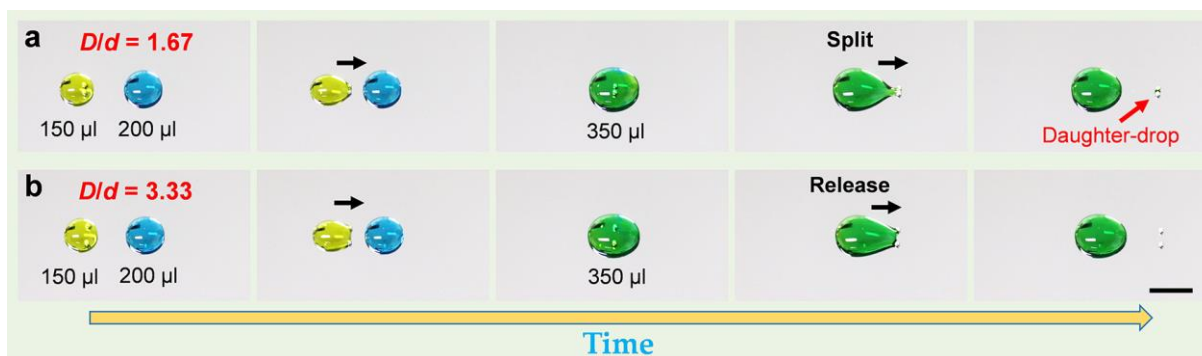 a
D/d = 1.67
150 µl
200 µl
350 µl
Split
Daughter-drop
b
D/d = 3.33
150 µl
200 µl
350 µl
Release
Time